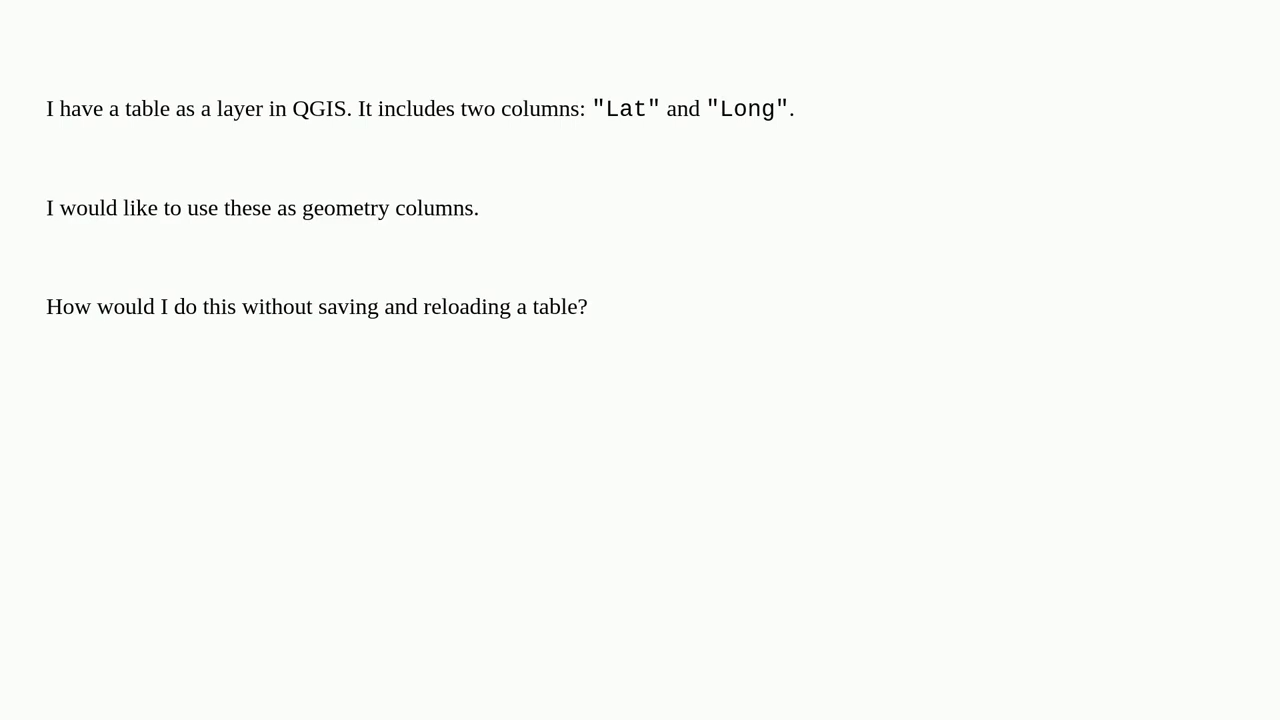 I have a table as a layer in QGIS. It includes two columns: "Lat" and "Long".
I would like to use these as geometry columns.
How would I do this without saving and reloading a table?